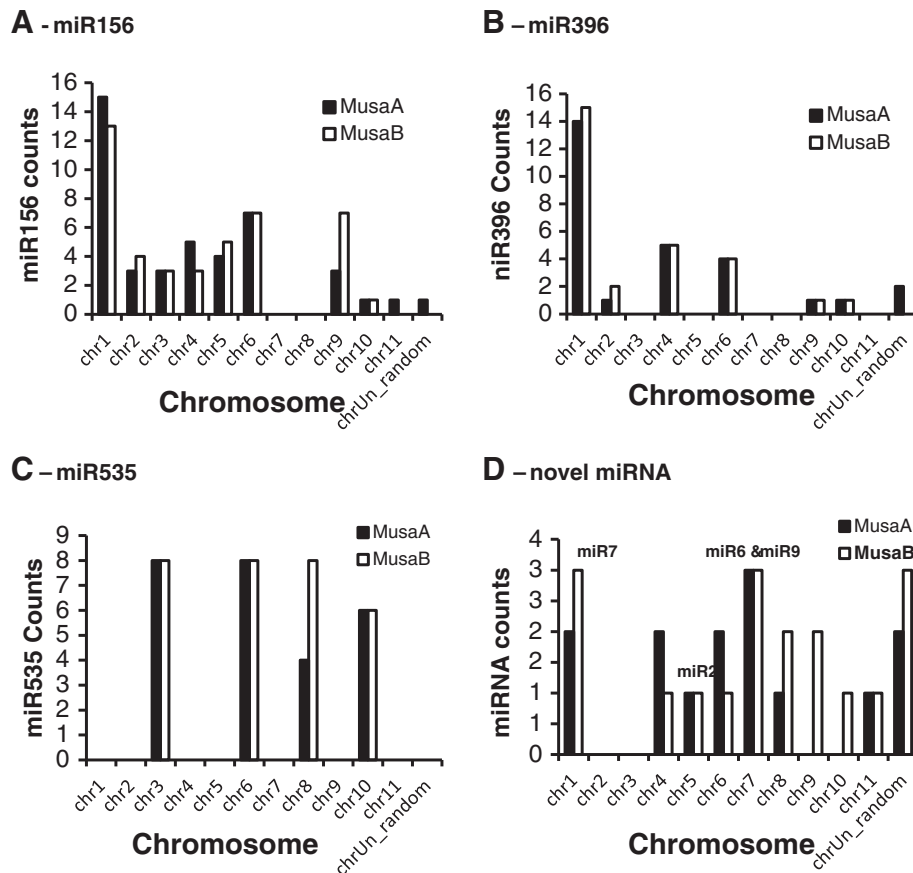 A - miR156
16
14
12
10
8
6
4
2
0
miR156 counts
MusaA
MusaB
chr1
chr2
chr3
chr4
chr5
chr6
chr7
chr8
chr9
chr10
chr11
chrUn_random
Chromosome
B – miR396
16
14
12
10
8
6
4
2
0
niR396 Counts
MusaA
MusaB
chr1
chr2
chr3
chr4
chr5
chr6
chr7
chr8
chr9
chr10
chr11
chrUn_random
Chromosome
C – miR535
9
8
7
6
5
4
3
2
1
0
miR535 Counts
MusaA
MusaB
chr1
chr2
chr3
chr4
chr5
chr6
chr7
chr8
chr9
chr10
chr11
chrUn_random
Chromosome
D – novel miRNA
4
3
3
2
2
1
1
0
miRNA counts
MusaA
MusaB
miR7
miR6 &miR9
miR2
chr1
chr2
chr3
chr4
chr5
chr6
chr7
chr8
chr9
chr10
chr11
chrUn_random
Chromosome